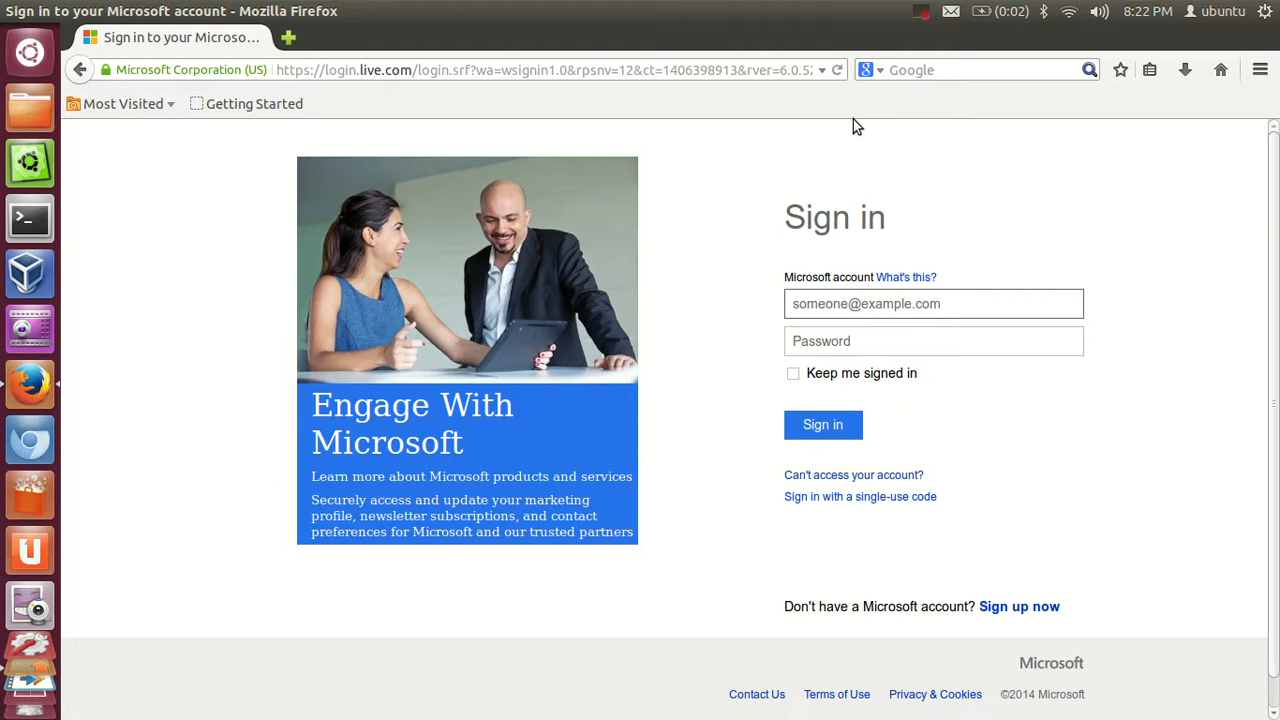 Sign in to your Microsoft account - Mozilla Firefox
(0:02)
8:22 PM
ubuntu
Sign in to your Microso...
Microsoft Corporation (US)
https://login.live.com/login.srf?wa=wsignin1.0&rpsnv=12&ct=1406398913&rver=6.0.52
Google
Most Visited
Getting Started
Engage With
Microsoft
Learn more about Microsoft products and services
Securely access and update your marketing
profile, newsletter subscriptions, and contact
preferences for Microsoft and our trusted partners
Sign in
Microsoft account What's this?
someone@example.com
Password
Keep me signed in
Sign in
Can't access your account?
Sign in with a single-use code
Don't have a Microsoft account? Sign up now
Microsoft
Contact Us
Terms of Use
Privacy & Cookies
©2014 Microsoft